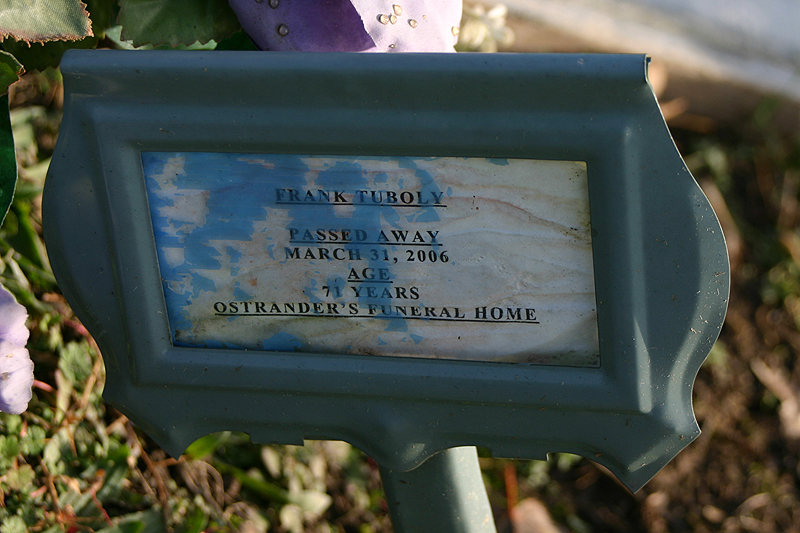 FRANK TUBOLY
PASSED AWAY
MARCH 31, 2006
AGE
71 YEARS
OSTRANDER'S FUNERAL HOME